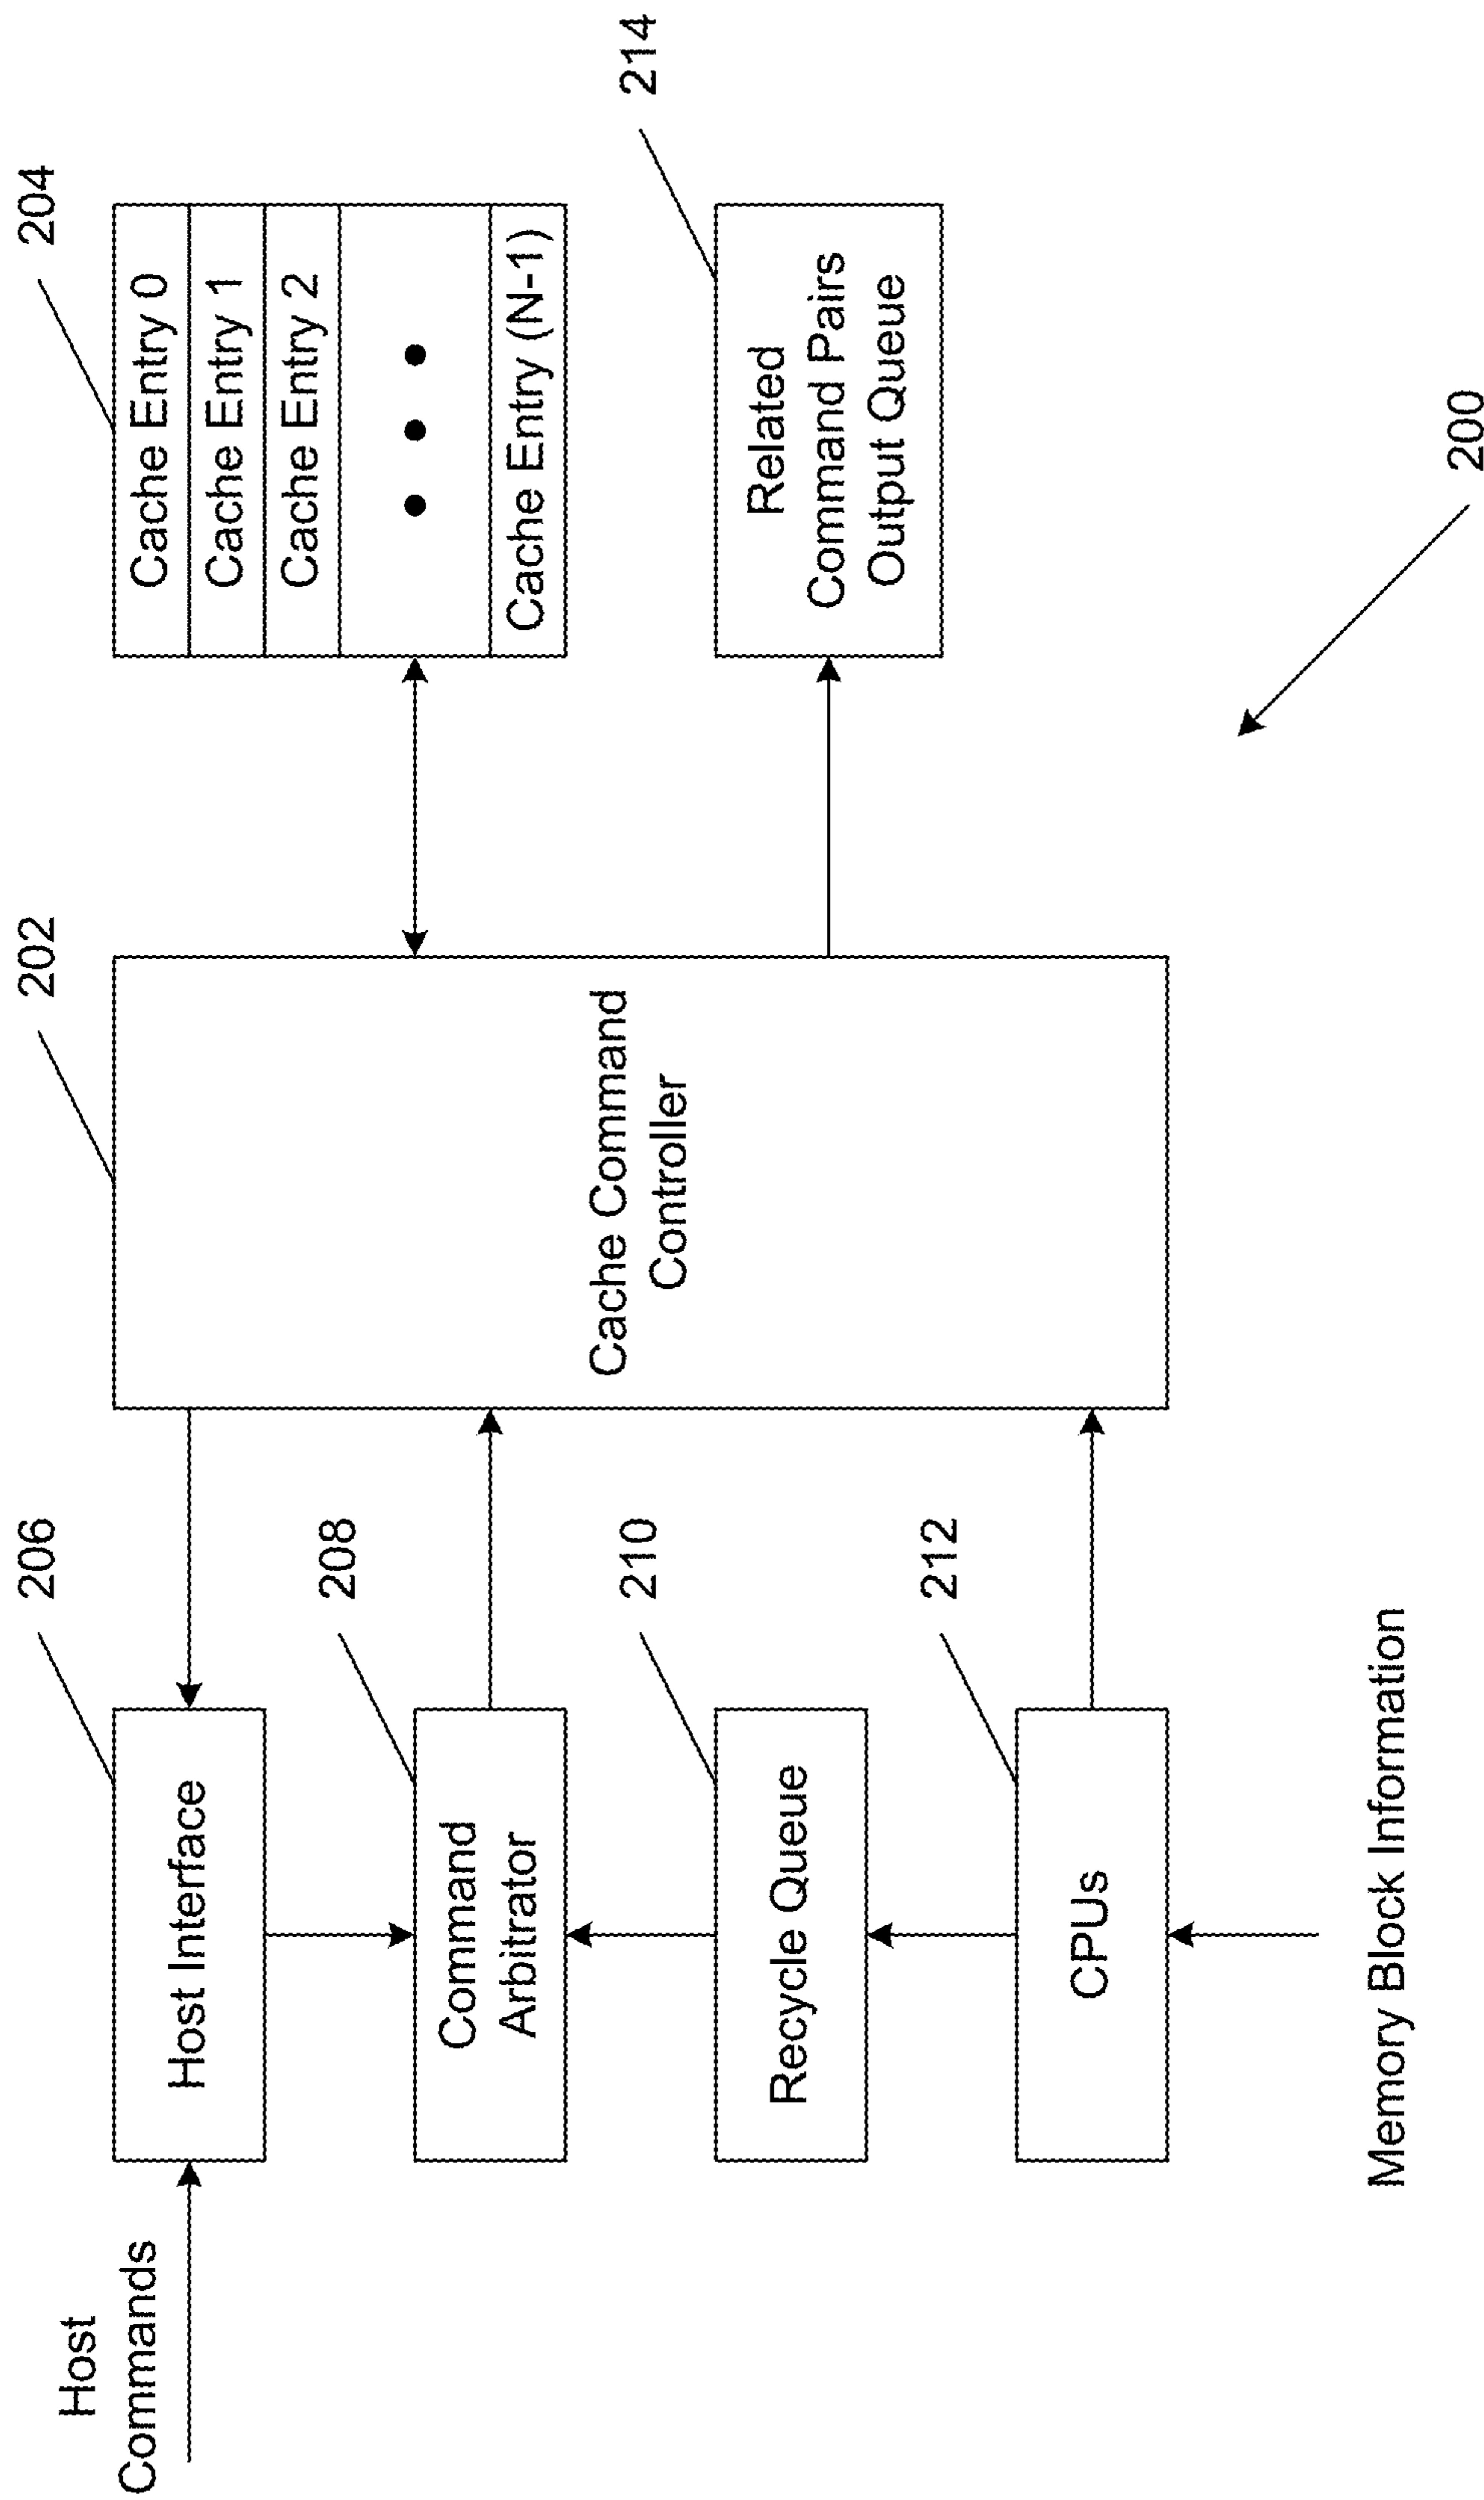 Host
Commands
206
Host Interface
208
Command
Arbitrator
210
Recycle Queue
212
CPUs
Memory Block Information
202
Cache Command
Controller
204
Cache Entry 0
Cache Entry 1
Cache Entry 2
Cache Entry (N-1)
214
Related
Command Pairs
Output Queue
200